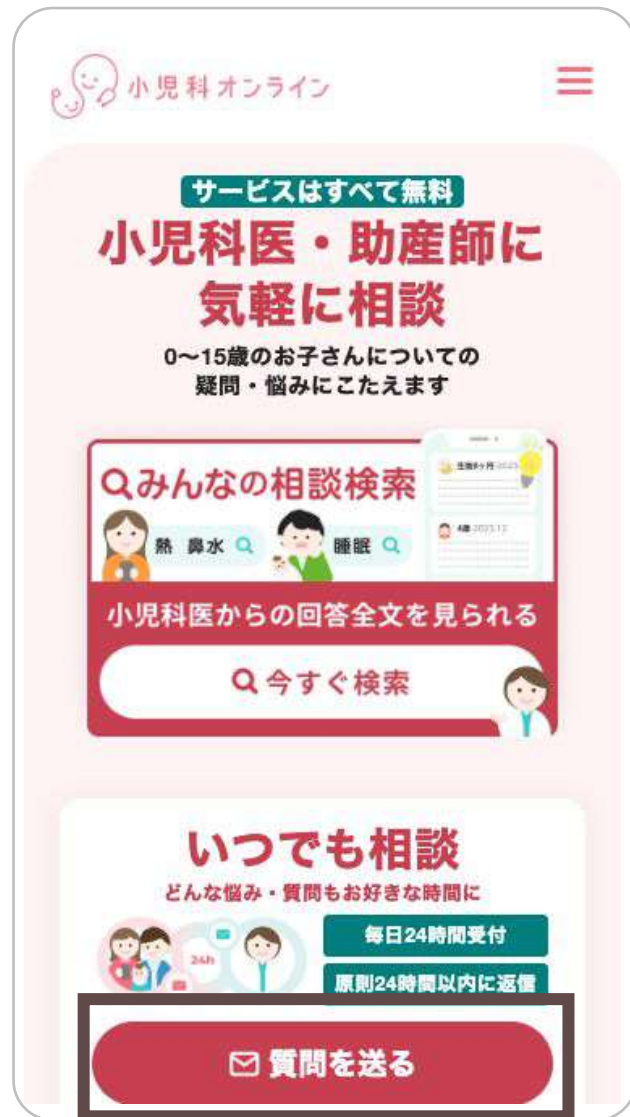 小児科オンライン
サービスはすべて無料
小児科医・助産師に
気軽に相談
0〜15歳のお子さんについての
疑問・悩みにこたえます
みんなの相談検索
熱 鼻水
睡眠
4歳 2023.12
小児科医からの回答全文を見られる
今すぐ検索
いつでも相談
どんな悩み・質問もお好きな時間に
24h
毎日24時間受付
原則24時間以内に返信
質問を送る